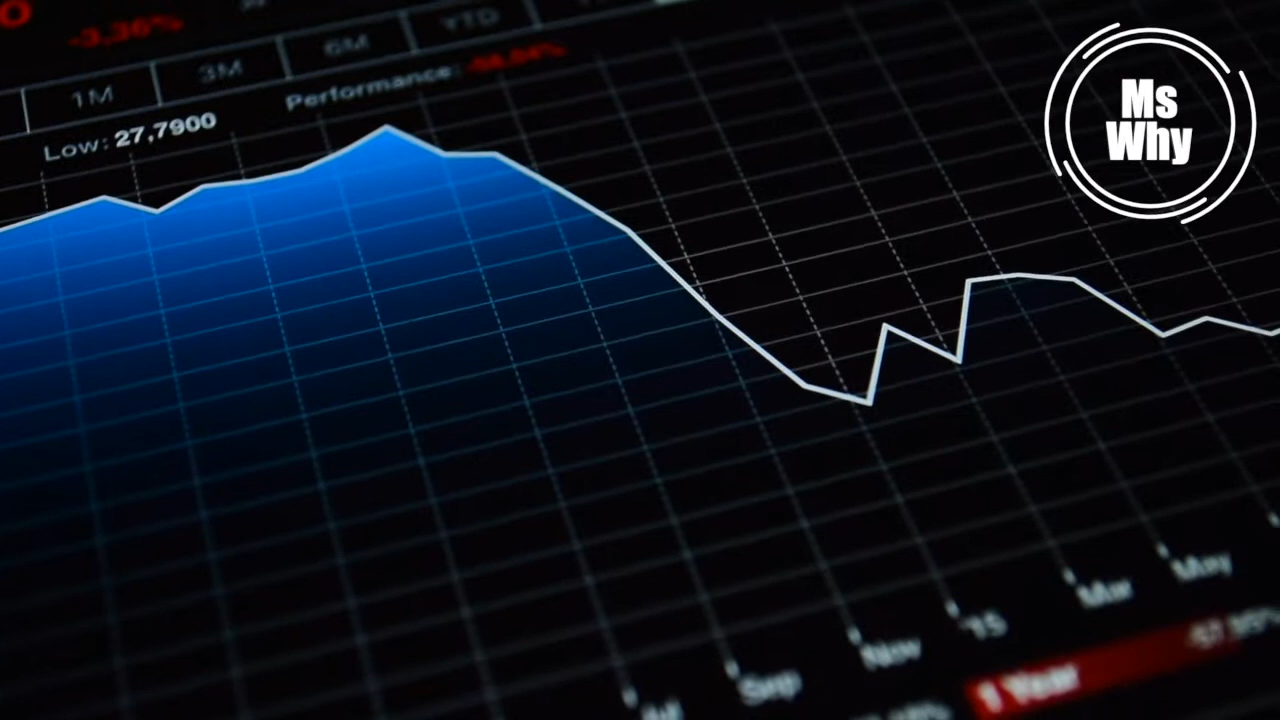 -3,36%
1M
3M
6M
YTD
Low: 27,7900
Performance:
Jul
Sep
Nov
'15
Mar
May
1 Year
Ms
Why